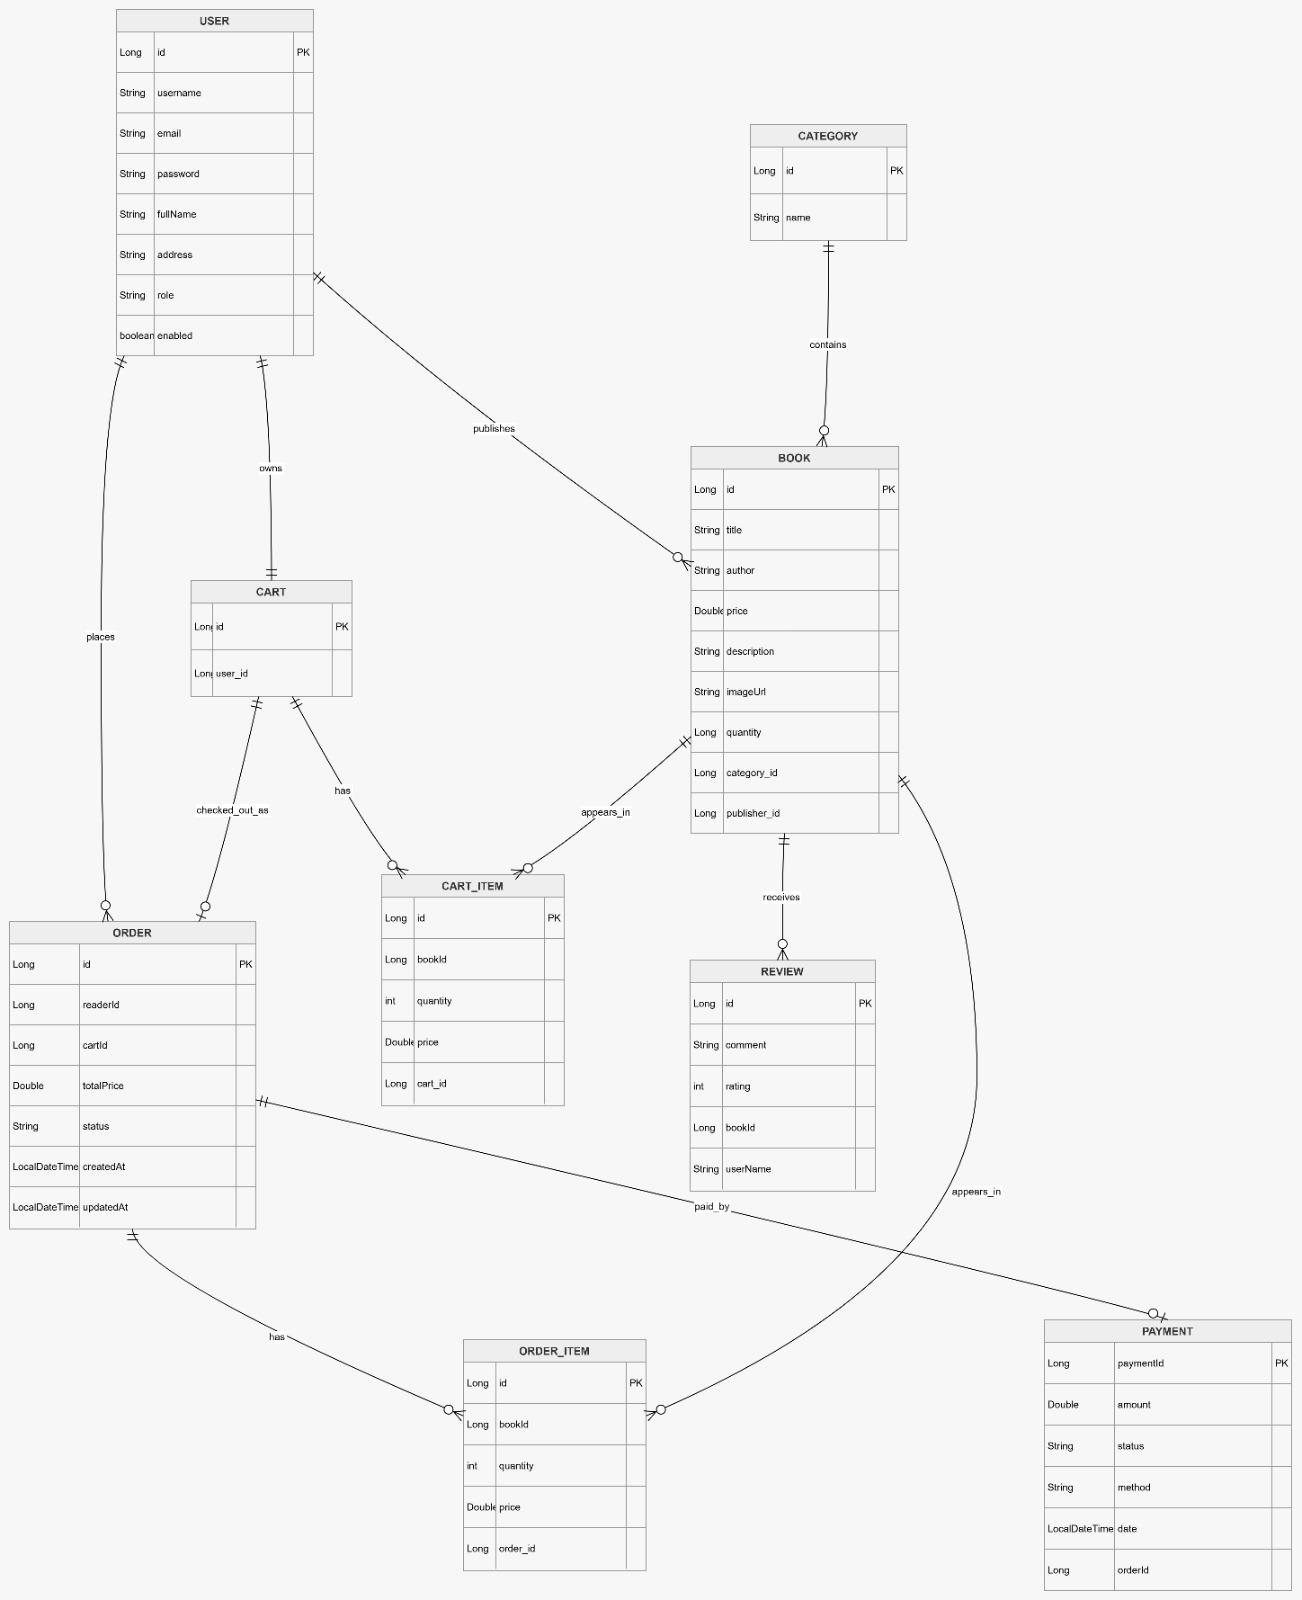 USER
Long id PK
String username
String email
String password
String fullName
String address
String role
boolean enabled
CATEGORY
Long id PK
String name
contains
publishes
owns
places
BOOK
Long id PK
String title
String author
Double price
String description
String imageUrl
Long quantity
Long category_id
Long publisher_id
CART
Long id PK
Long user_id
checked_out_as
has
appears_in
receives
CART_ITEM
Long id PK
Long bookId
int quantity
Double price
Long cart_id
ORDER
Long id PK
Long readerId
Long cartId
Double totalPrice
String status
LocalDateTime createdAt
LocalDateTime updatedAt
REVIEW
Long id PK
String comment
int rating
Long bookId
String userName
appears_in
paid_by
has
ORDER_ITEM
Long id PK
Long bookId
int quantity
Double price
Long order_id
PAYMENT
Long paymentId PK
Double amount
String status
String method
LocalDateTime date
Long orderId